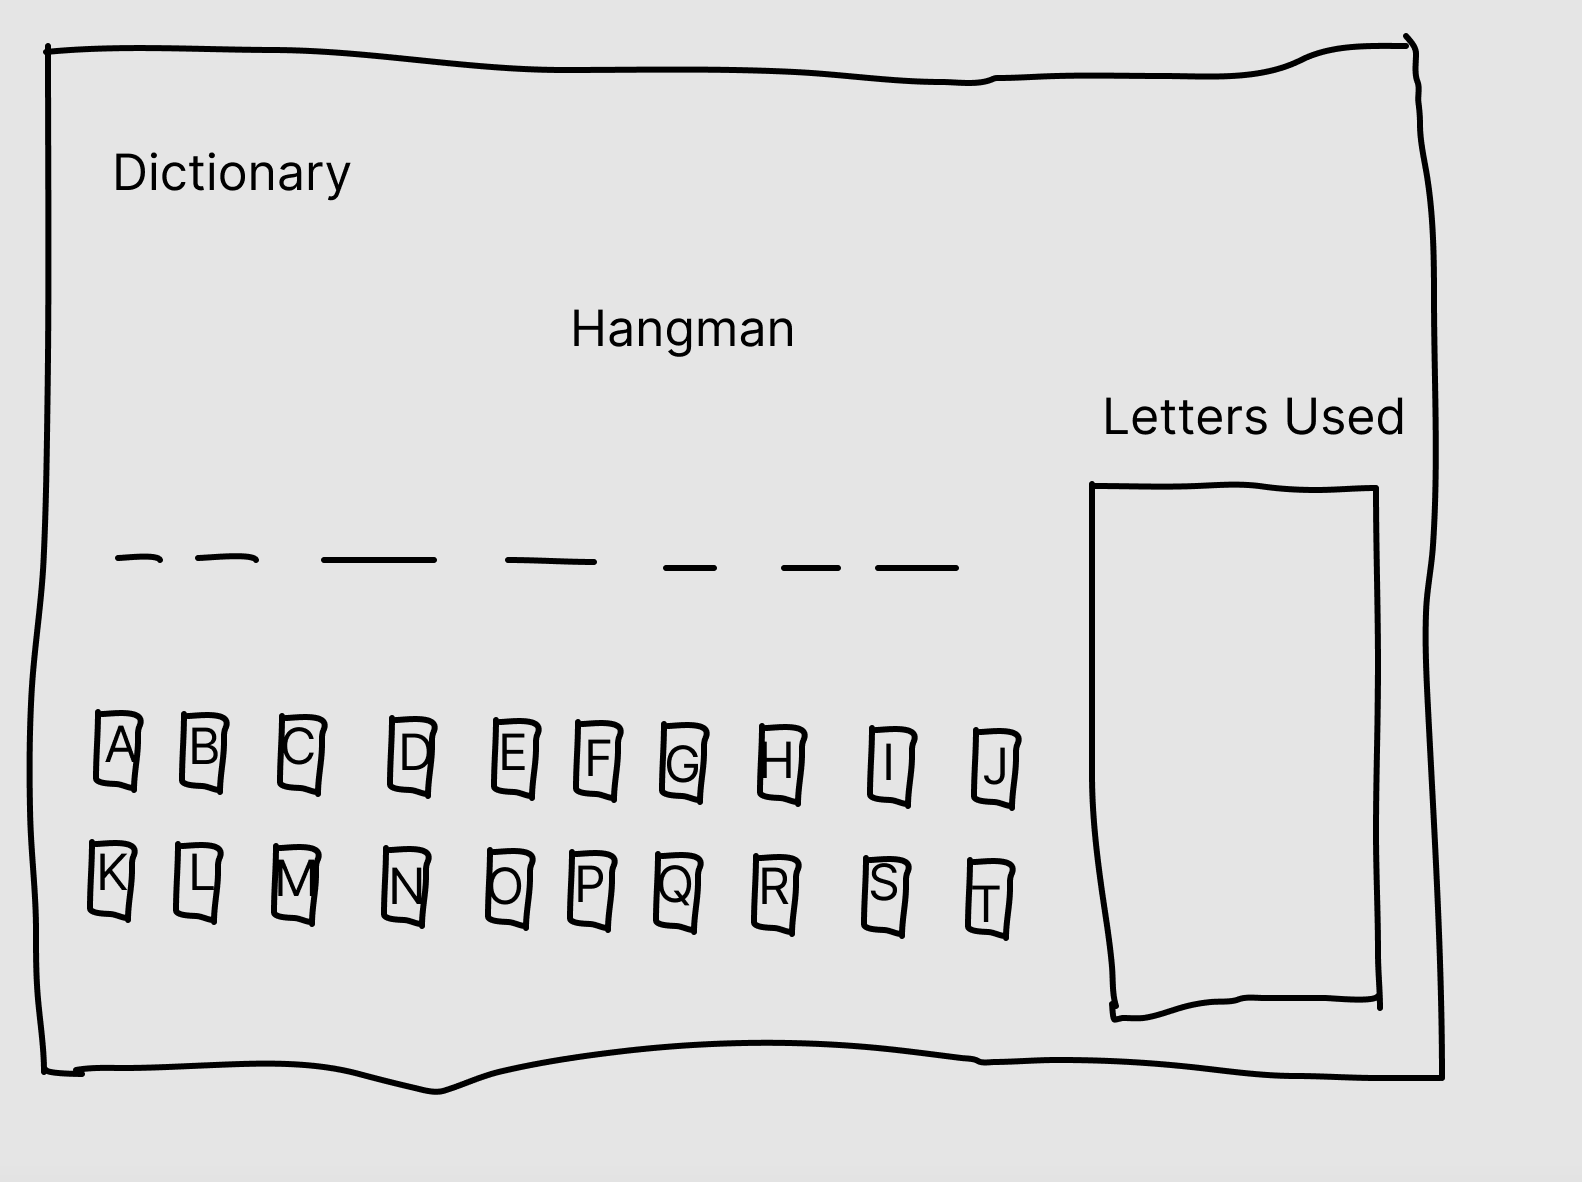 Dictionary
Hangman
Letters Used
A B C D E F G H I J
K L M N O P Q R S T